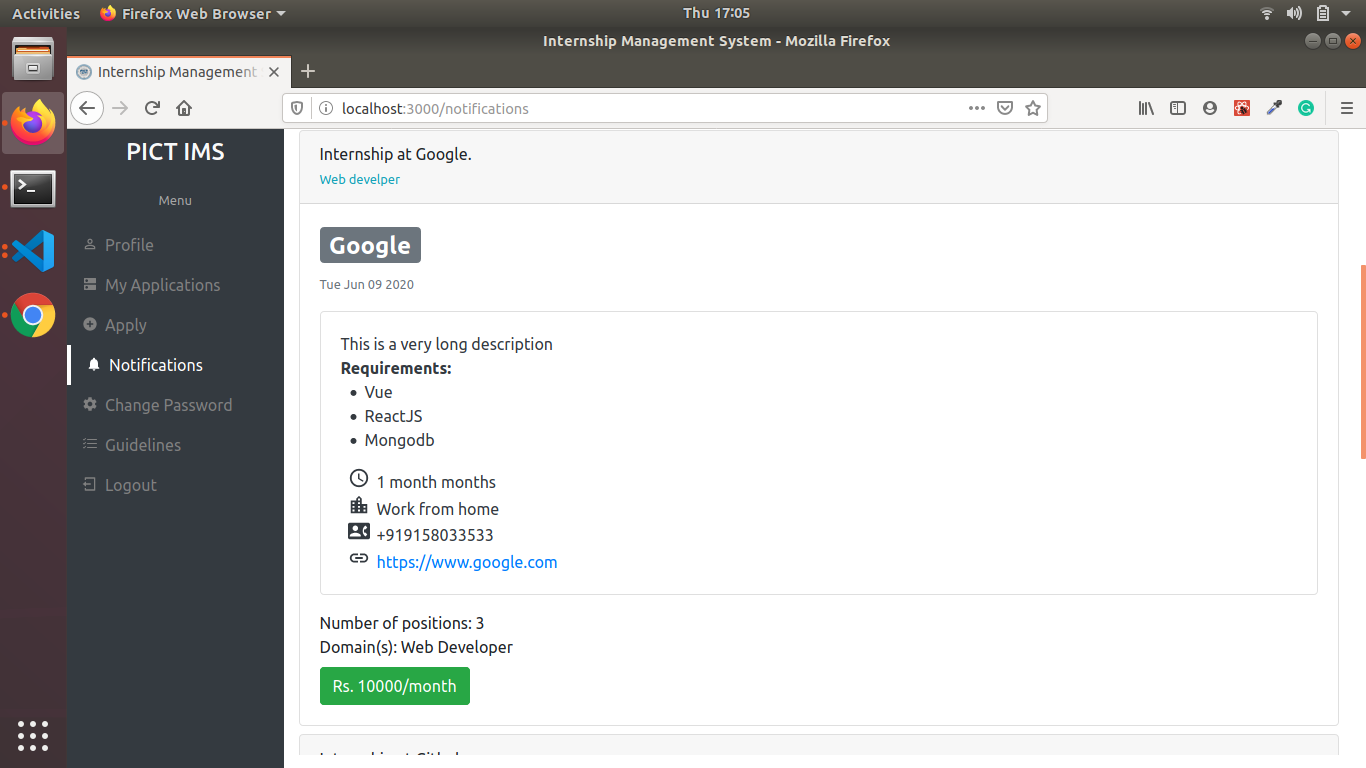 Activities
Firefox Web Browser
Thu 17:05
Internship Management System - Mozilla Firefox
Internship Management
localhost:3000/notifications
PICT IMS
Menu
Profile
My Applications
Apply
Notifications
Change Password
Guidelines
Logout
Internship at Google.
Web develper
Google
Tue Jun 09 2020
This is a very long description
Requirements:
Vue
ReactJS
Mongodb
1 month months
Work from home
+919158033533
https://www.google.com
Number of positions: 3
Domain(s): Web Developer
Rs. 10000/month